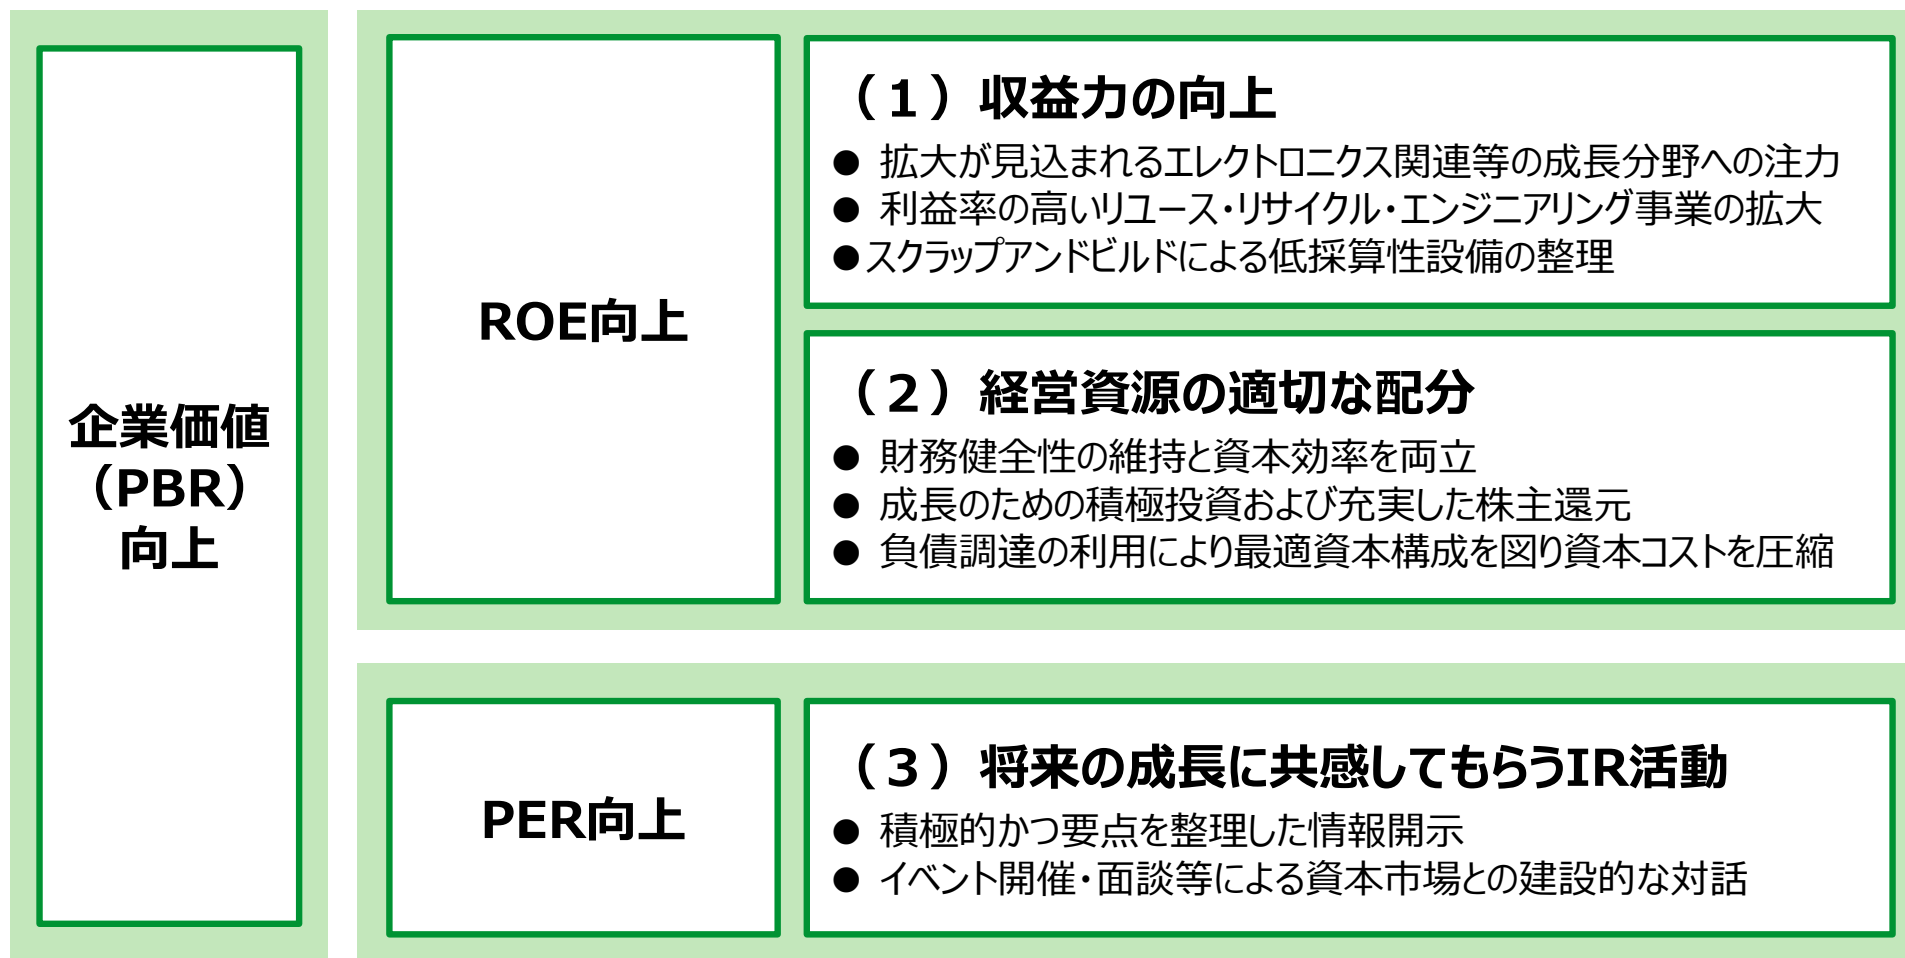 企業価値
（PBR）
向上
ROE向上
（１）収益力の向上
● 拡大が見込まれるエレクトロニクス関連等の成長分野への注力
● 利益率の高いリユース・リサイクル・エンジニアリング事業の拡大
●スクラップアンドビルドによる低採算性設備の整理
（２）経営資源の適切な配分
● 財務健全性の維持と資本効率を両立
● 成長のための積極投資および充実した株主還元
● 負債調達の利用により最適資本構成を図り資本コストを圧縮
PER向上
（３）将来の成長に共感してもらうIR活動
● 積極的かつ要点を整理した情報開示
● イベント開催・面談等による資本市場との建設的な対話